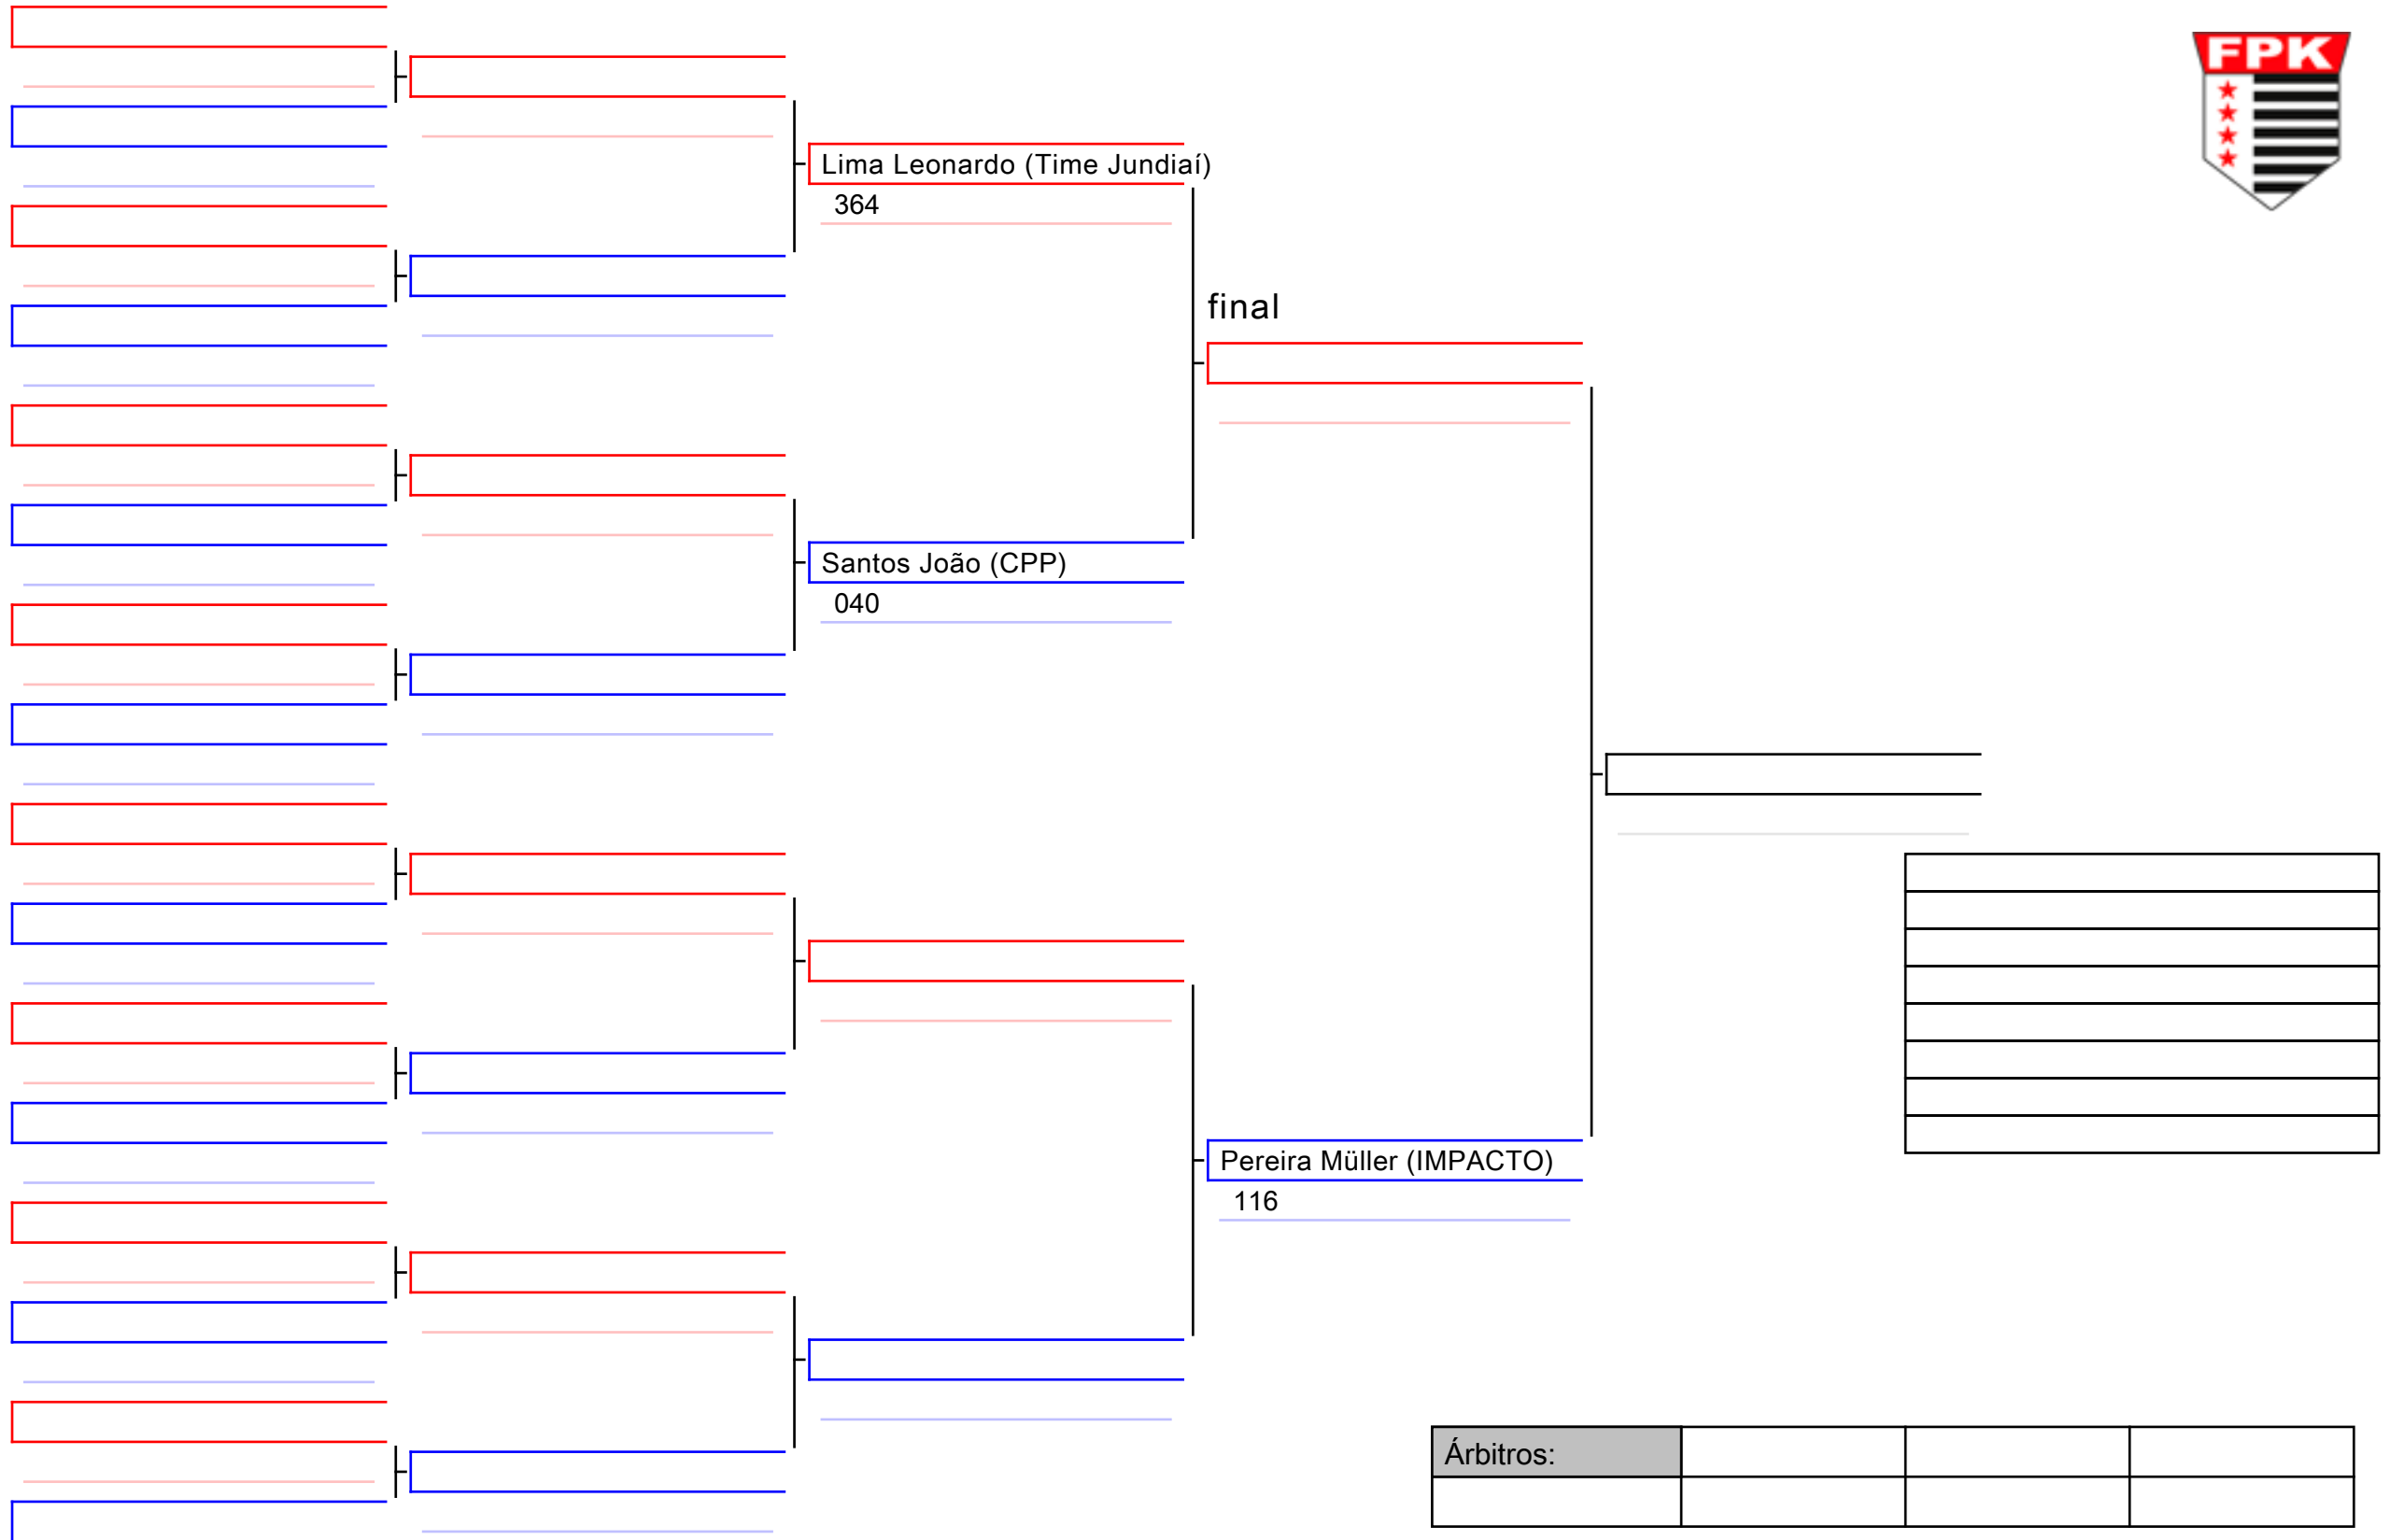 FPK
Lima Leonardo (Time Jundiaí)
364
final
Santos João (CPP)
040
Pereira Müller (IMPACTO)
116
Árbitros: